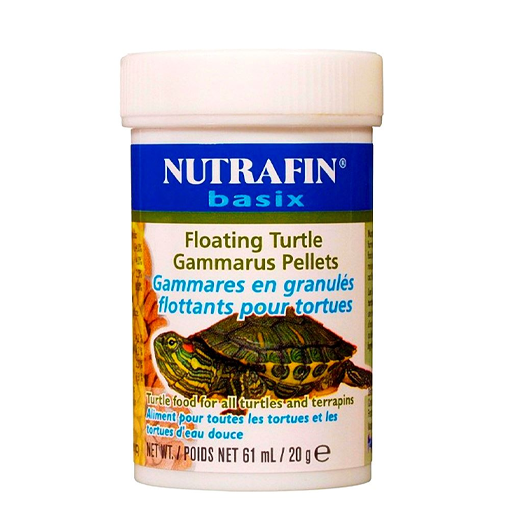 NUTRAFIN®
basix
Floating Turtle
Gammarus Pellets
Gammares en granulés
flottants pour tortues
Turtle food for all turtles and terrapins
Aliment pour toutes les tortues et les
tortues d'eau douce
NET WT. / POIDS NET 61 mL / 20 g e